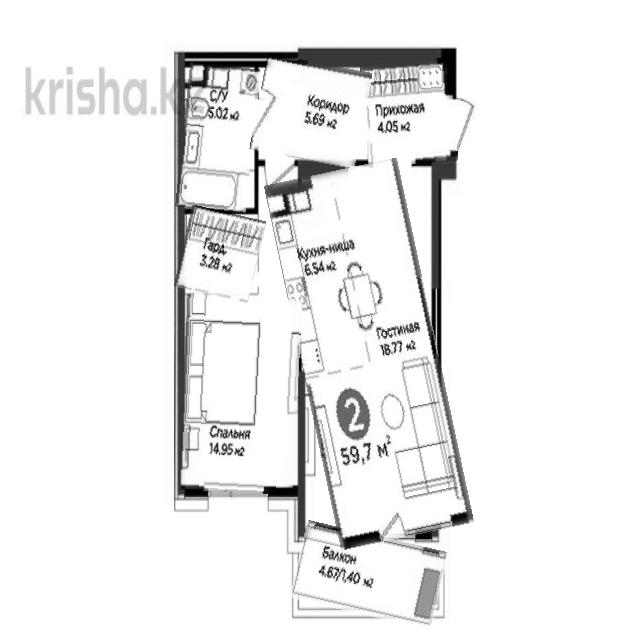 krisha.k
С/У
5.02 м2
Коридор
5.69 м2
Прихожая
4.05 м2
Гард.
3.28 м2
Кухня-ниша
6.54 м2
Гостиная
18.77 м2
2
59,7 м2
Спальня
14.95 м2
Балкон
4.67/1.40 м2